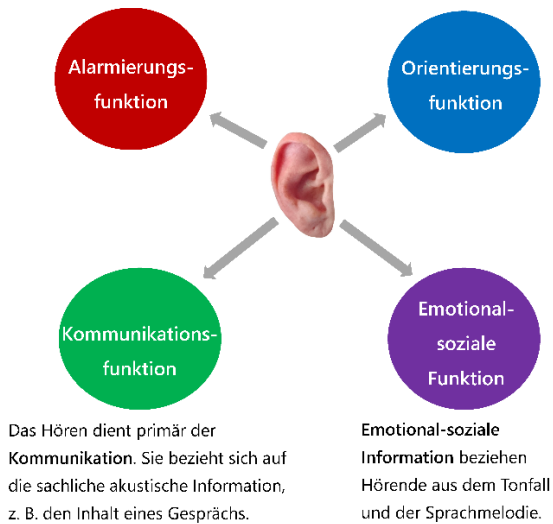 Alarmierungs-
funktion
Orientierungs-
funktion
Kommunikations-
funktion
Emotional-
soziale
Funktion
Das Hören dient primär der
Kommunikation. Sie bezieht sich auf
die sachliche akustische Information,
z. B. den Inhalt eines Gesprächs.
Emotional-soziale
Information beziehen
Hörende aus dem Tonfall
und der Sprachmelodie.